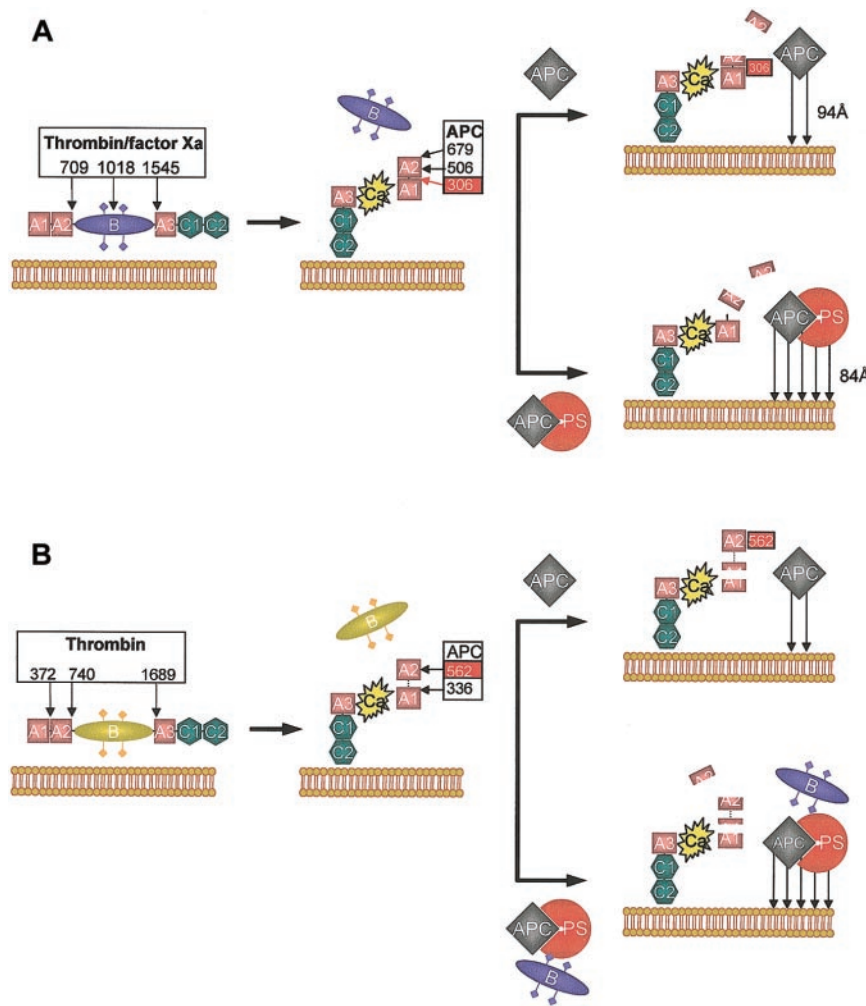 A
Thrombin/factor Xa
709 1018 1545
A1 A2 B A3 C1 C2
B
APC
679
506
306
A2
A1
A3
Ca
C1
C2
APC
APC PS
A2
A2
A1
306
APC
A3
Ca
C1
C2
94Å
A2
A2
A1
APC PS
A3
Ca
C1
C2
84Å
B
Thrombin
372 740 1689
A1 A2 B A3 C1 C2
B
APC
562
336
A2
A1
A3
Ca
C1
C2
APC
APC PS
B
A2 562
A1
APC
A3
Ca
C1
C2
A2
A2
A1
B
APC PS
A3
Ca
C1
C2